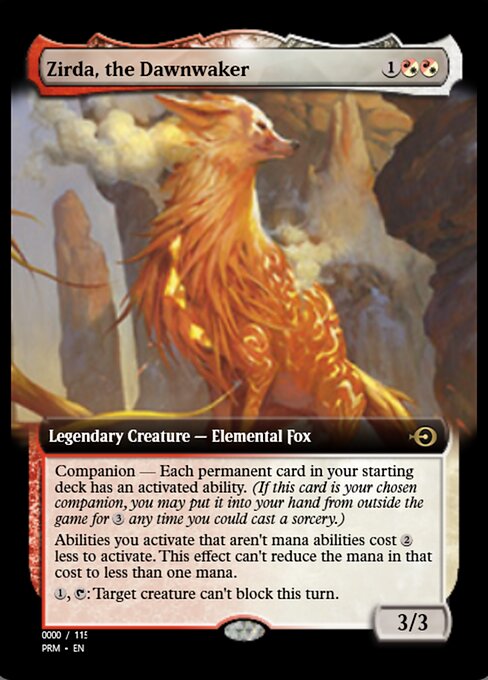 Zirda, the Dawnwaker 1
Legendary Creature — Elemental Fox
Companion — Each permanent card in your starting
deck has an activated ability. (If this card is your chosen
companion, you may put it into your hand from outside
the game for 3 any time you could cast a sorcery.)
Abilities you activate that aren't mana abilities cost 2
less to activate. This effect can't reduce the mana in that
cost to less than one mana.
1, T: Target creature can't block this turn.
3/3
0000 / 115
PRM • EN